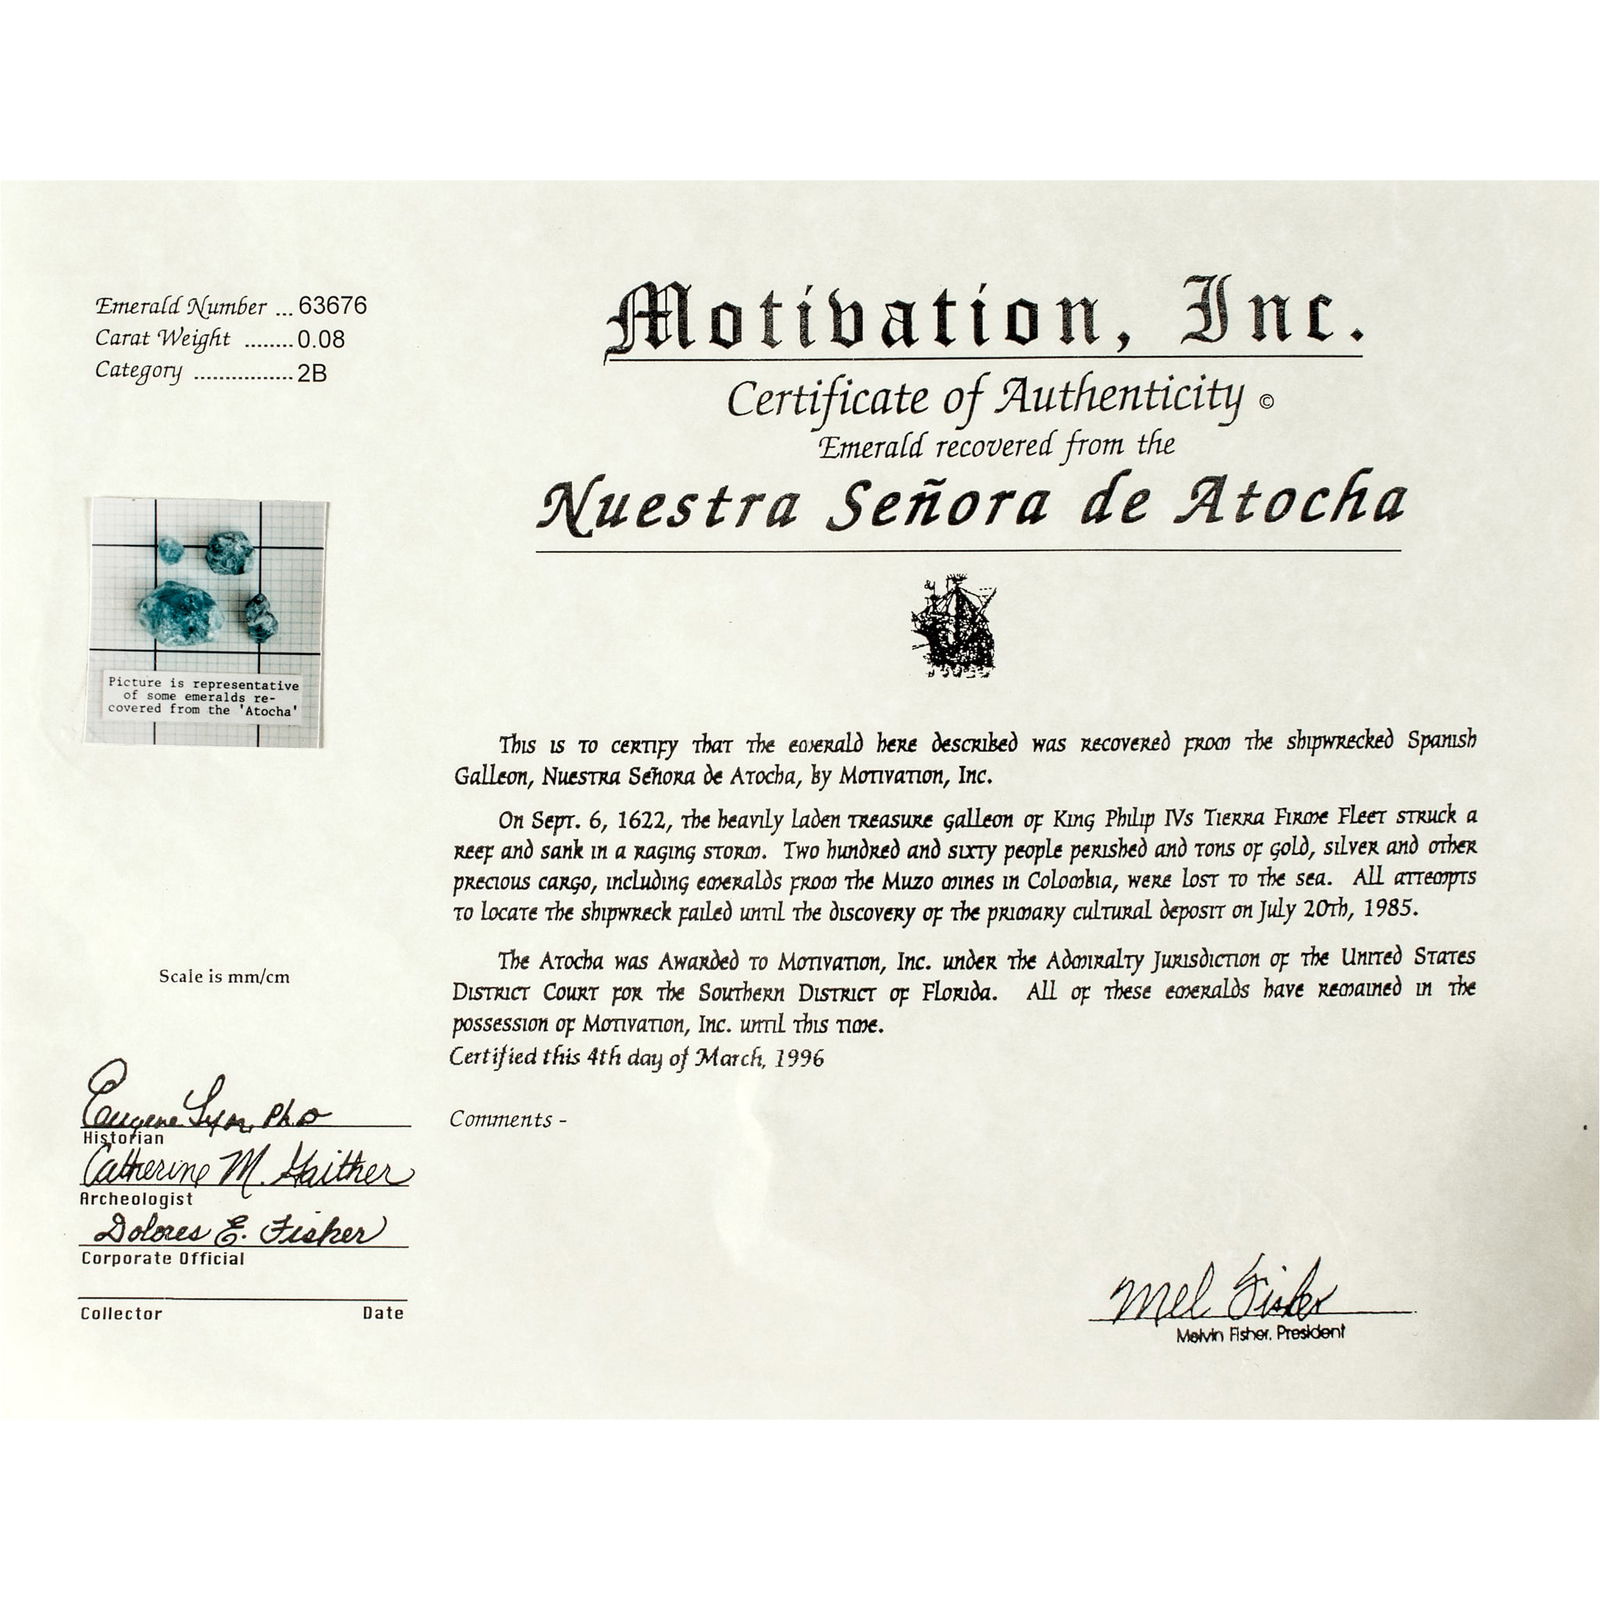 Emerald Number ... 63676
Carat Weight ........ 0.08
Category ................. 2B
Motivation, Inc.
Certificate of Authenticity ©
Emerald recovered from the
Nuestra Señora de Atocha
Picture is representative
of some emeralds re-
covered from the 'Atocha'
This is to certify that the emerald here described was recovered from the shipwrecked Spanish
Galleon, Nuestra Señora de Atocha, by Motivation, Inc.
On Sept. 6, 1622, the heavily laden treasure galleon of King Philip IVs Tierra Firme Fleet struck a
reef and sank in a raging storm. Two hundred and sixty people perished and tons of gold, silver and other
precious cargo, including emeralds from the Muzo mines in Colombia, were lost to the sea. All attempts
to locate the shipwreck failed until the discovery of the primary cultural deposit on July 20th, 1985.
The Atocha was Awarded to Motivation, Inc. under the Admiralty Jurisdiction of the United States
District Court for the Southern District of Florida. All of these emeralds have remained in the
possession of Motivation, Inc. until this time.
Certified this 4th day of March, 1996
Comments -
Scale is mm/cm
Eugene Lyon, PhD
Historian
Catherine M. Gaither
Archeologist
Dolores E. Fisher
Corporate Official
Collector Date
Mel Fisher
Melvin Fisher, President